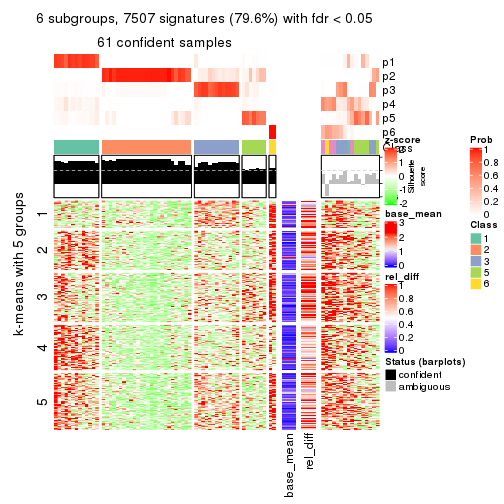 6 subgroups, 7507 signatures (79.6%) with fdr < 0.05
61 confident samples
p1
p2
p3
p4
p5
p6
z-score
Class
2
1
0
-1
-2
Silhouette
score
base_mean
3
2
1
0
rel_diff
1
0.8
0.6
0.4
0.2
0
Status (barplots)
confident
ambiguous
Prob
1
0.8
0.6
0.4
0.2
0
Class
1
2
3
5
6
k-means with 5 groups
1
2
3
4
5
base_mean
rel_diff